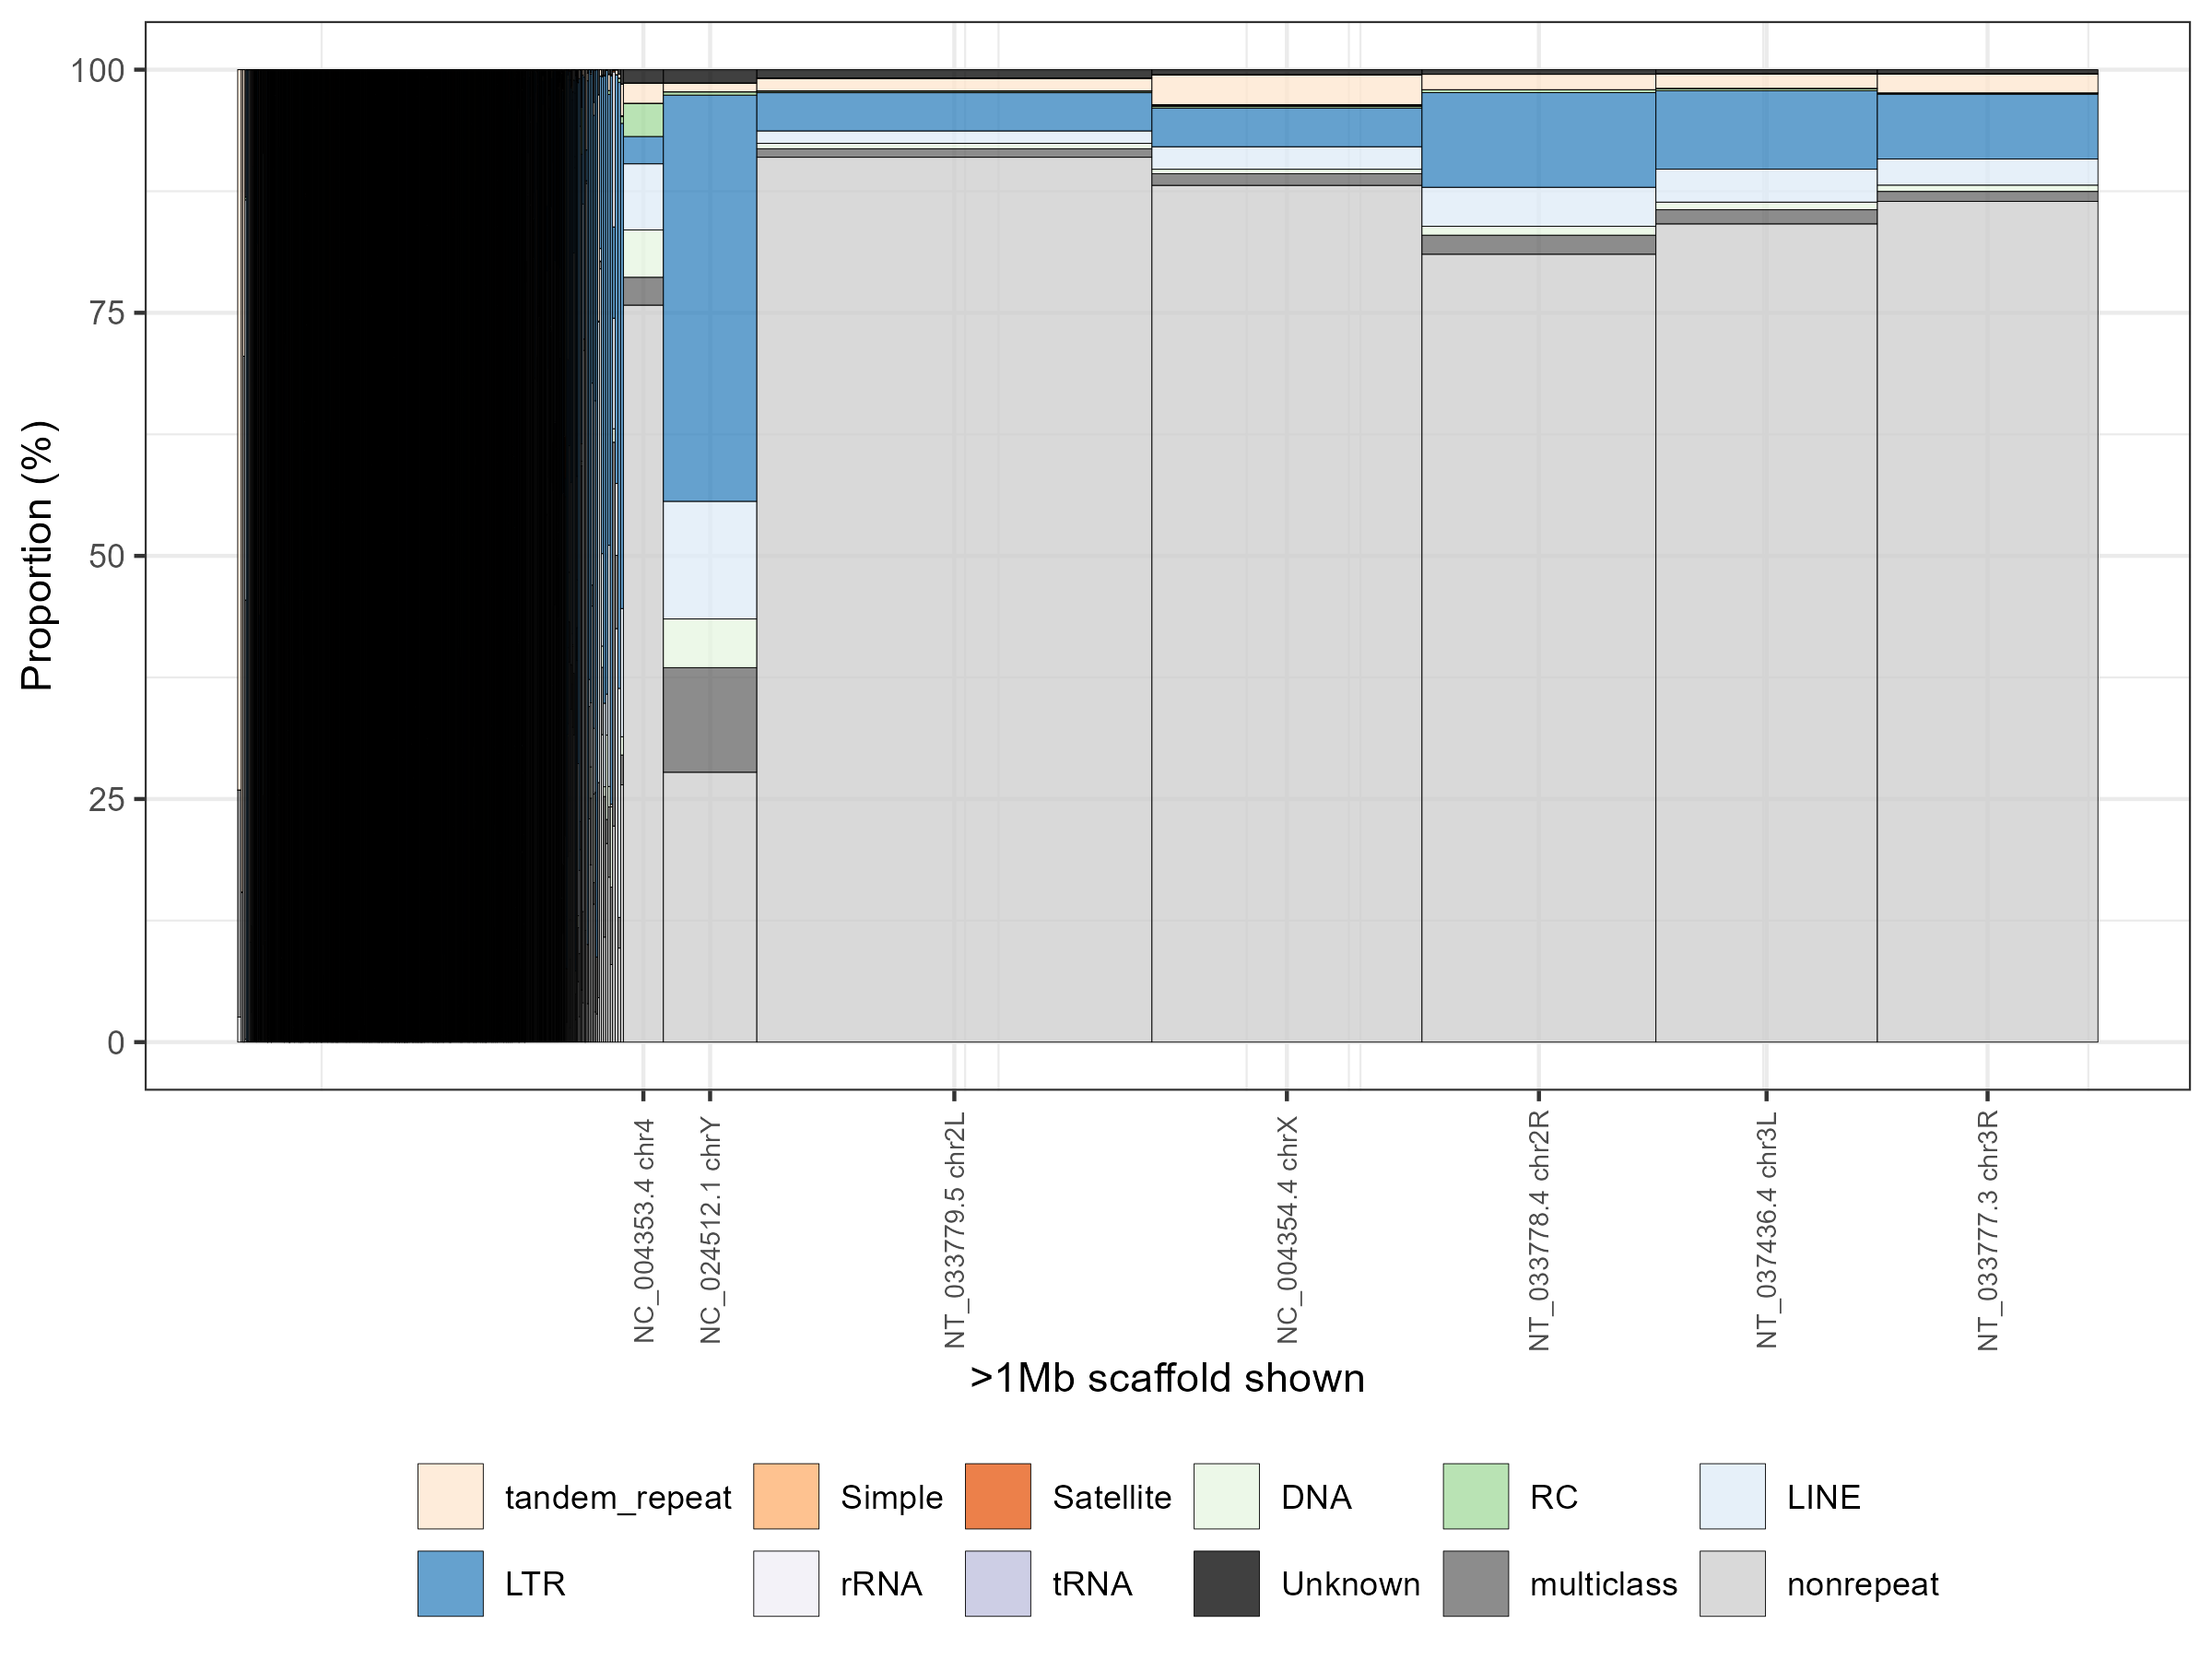 Proportion (%)
100
75
50
25
0
NC_004353.4 chr4
NC_024512.1 chrY
NT_033779.5 chr2L
NC_004354.4 chrX
NT_033778.4 chr2R
NT_037436.4 chr3L
NT_033777.3 chr3R
>1Mb scaffold shown
tandem_repeat Simple Satellite DNA RC LINE
LTR rRNA tRNA Unknown multiclass nonrepeat